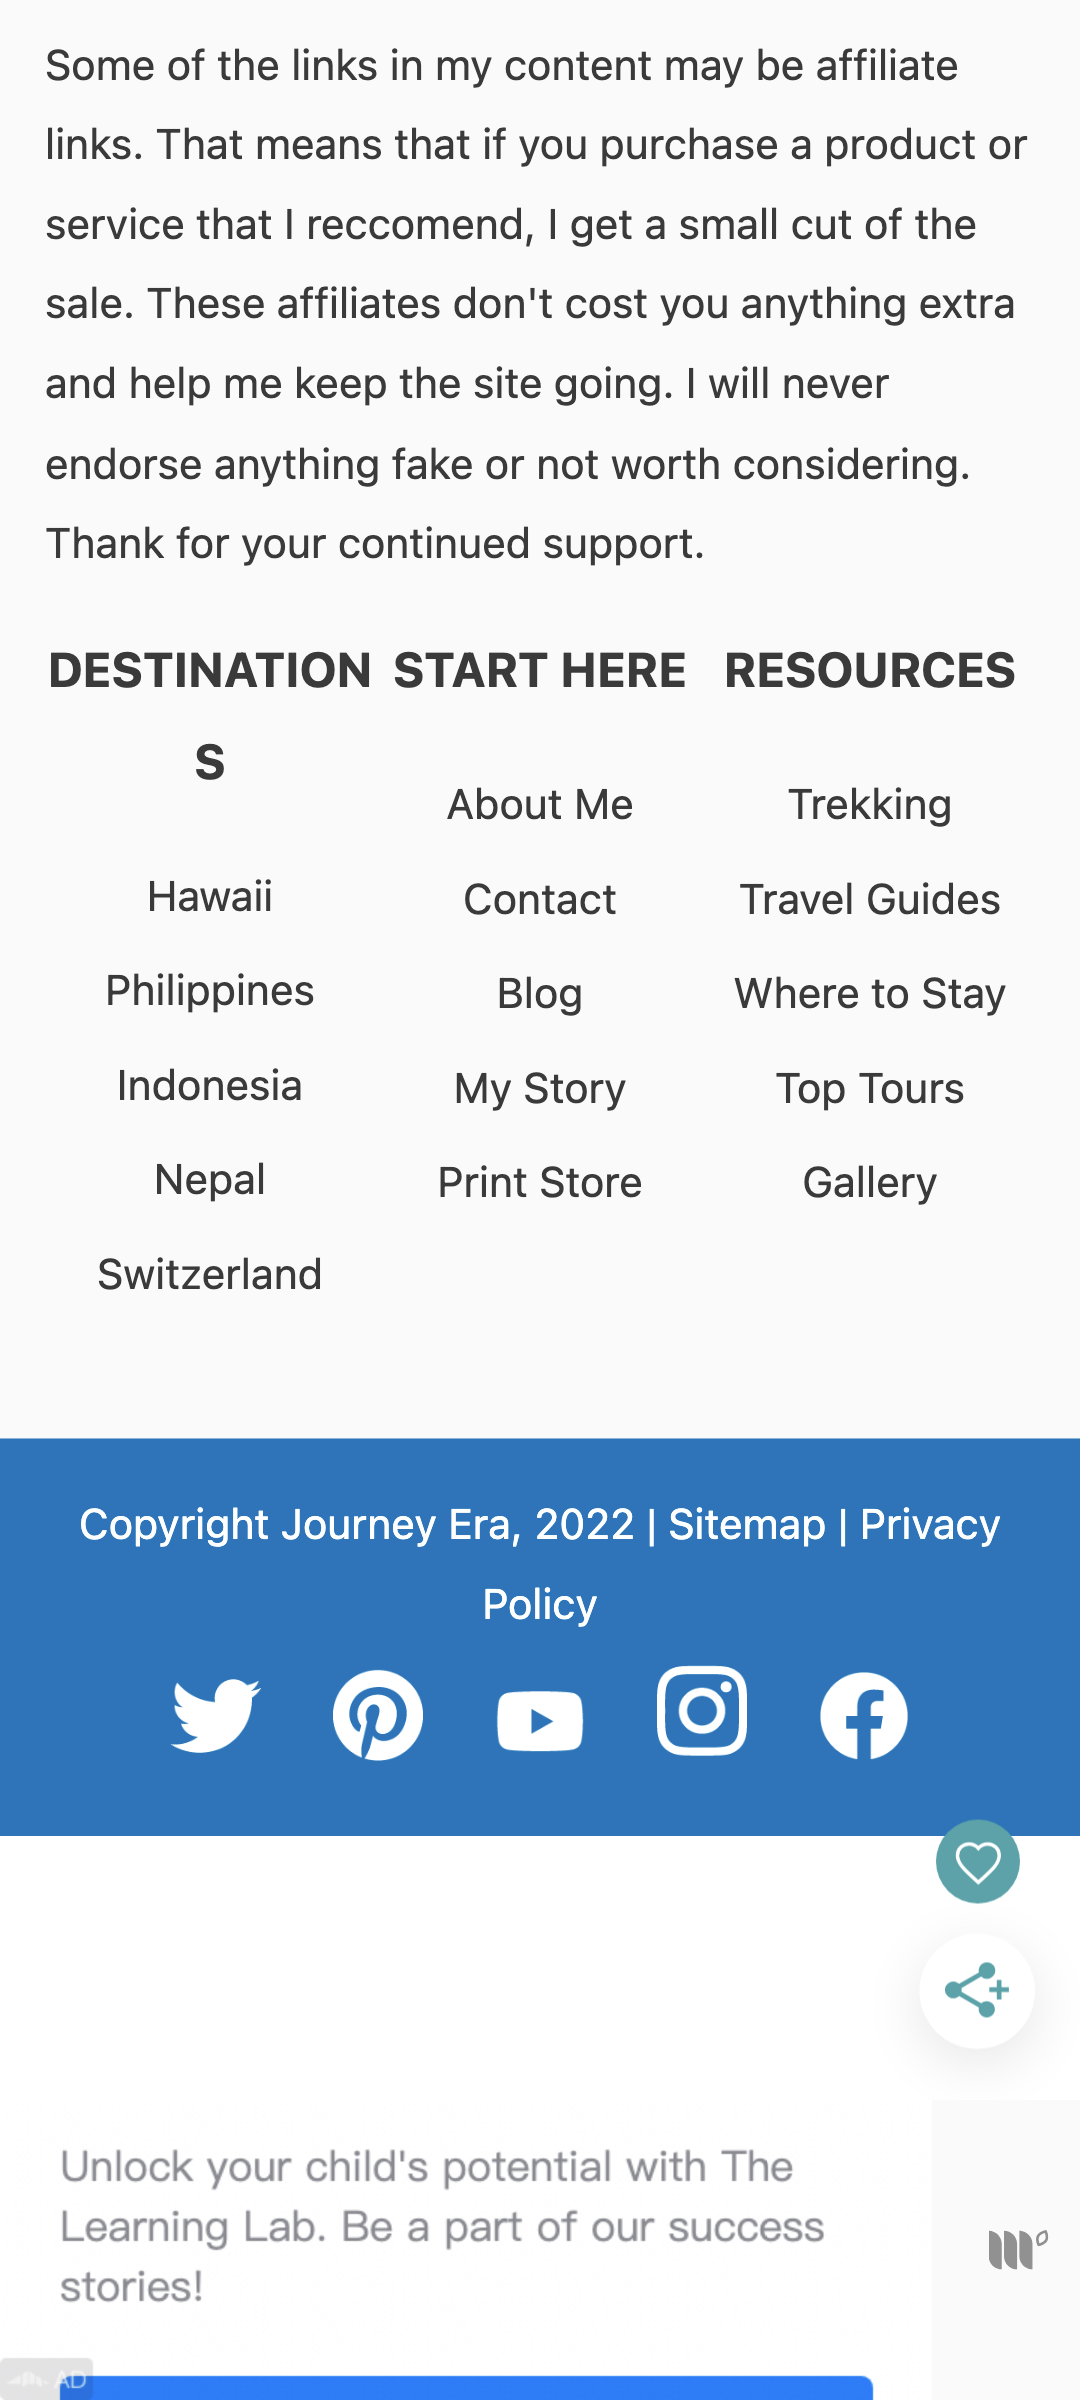 Some of the links in my content may be affiliate
links. That means that if you purchase a product or
service that I reccomend, I get a small cut of the
sale. These affiliates don't cost you anything extra
and help me keep the site going. I will never
endorse anything fake or not worth considering.
Thank for your continued support.
DESTINATION
S
Hawaii
Philippines
Indonesia
Nepal
Switzerland
START HERE
About Me
Contact
Blog
My Story
Print Store
RESOURCES
Trekking
Travel Guides
Where to Stay
Top Tours
Gallery
Copyright Journey Era, 2022 | Sitemap | Privacy
Policy
Unlock your child's potential with The
Learning Lab. Be a part of our success
stories!
AD